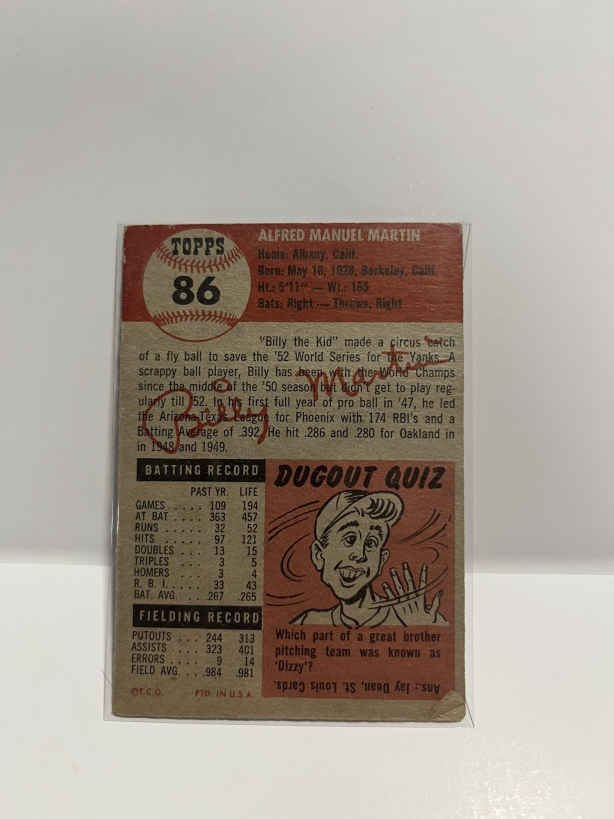 TOPPS
86
ALFRED MANUEL MARTIN
Home: Albany, Calif.
Born: May 16, 1928, Berkeley, Calif.
Ht.: 5'11" — Wt.: 165
Bats: Right — Throws, Right
"Billy the Kid" made a circus catch
of a fly ball to save the '52 World Series for the Yanks. A
scrappy ball player, Billy has been with the World Champs
since the middle of the '50 season but didn't get to play reg-
ularly till '52. In his first full year of pro ball in '47, he led
the Arizona-Texas League for Phoenix with 174 RBI's and a
Batting Average of .392. He hit .286 and .280 for Oakland in
in 1948 and 1949.
Billy Martin
BATTING RECORD
PAST YR. LIFE
GAMES .... 109 194
AT BAT .... 363 457
RUNS ..... 32 52
HITS ..... 97 121
DOUBLES .. 13 15
TRIPLES ... 3 5
HOMERS ... 3 4
R. B. I. ..... 33 43
BAT. AVG. .. .267 .265
FIELDING RECORD
PUTOUTS ... 244 313
ASSISTS .... 323 401
ERRORS .... 9 14
FIELD AVG. .. .984 .981
©T.C.G. PTD. IN U.S.A.
DUGOUT QUIZ
Which part of a great brother
pitching team was known as
'Dizzy'?
Ans.: Jay Dean, St. Louis Cards.